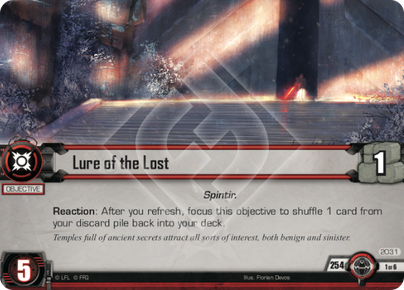 Lure of the Lost
1
OBJECTIVE
Spintir.
Reaction: After you refresh, focus this objective to shuffle 1 card from
your discard pile back into your deck.
Temples full of ancient secrets attract all sorts of interest, both benign and sinister.
2031
5
© LFL © FFG
Illus. Florian Devos
254
1 of 6